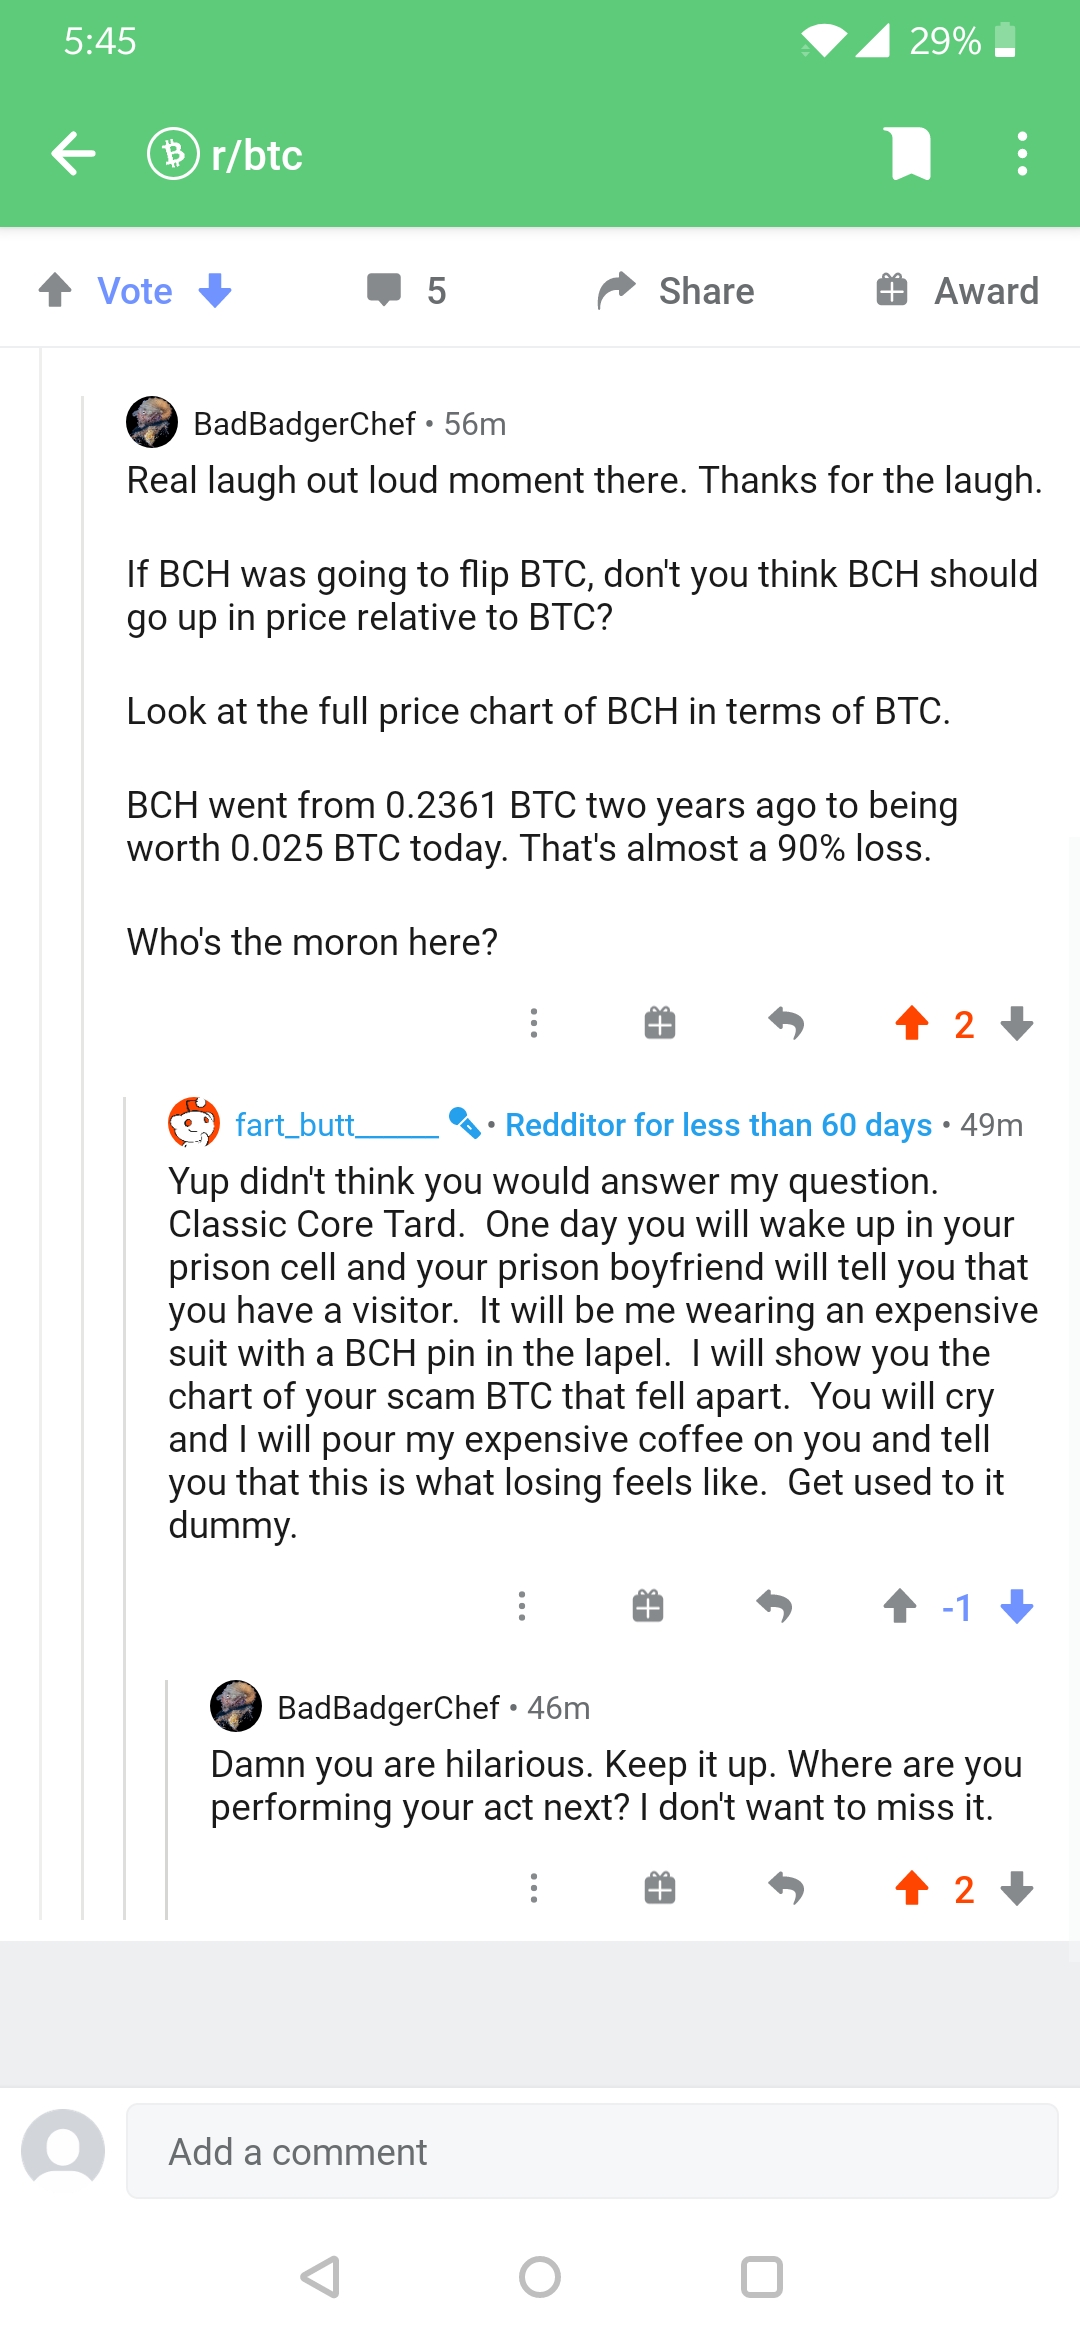 5:45
29%
r/btc
Vote
5
Share
Award
BadBadgerChef • 56m
Real laugh out loud moment there. Thanks for the laugh.
If BCH was going to flip BTC, don't you think BCH should
go up in price relative to BTC?
Look at the full price chart of BCH in terms of BTC.
BCH went from 0.2361 BTC two years ago to being
worth 0.025 BTC today. That's almost a 90% loss.
Who's the moron here?
2
fart_butt______ • Redditor for less than 60 days • 49m
Yup didn't think you would answer my question.
Classic Core Tard.  One day you will wake up in your
prison cell and your prison boyfriend will tell you that
you have a visitor.  It will be me wearing an expensive
suit with a BCH pin in the lapel.  I will show you the
chart of your scam BTC that fell apart.  You will cry
and I will pour my expensive coffee on you and tell
you that this is what losing feels like.  Get used to it
dummy.
-1
BadBadgerChef • 46m
Damn you are hilarious. Keep it up. Where are you
performing your act next? I don't want to miss it.
2
Add a comment